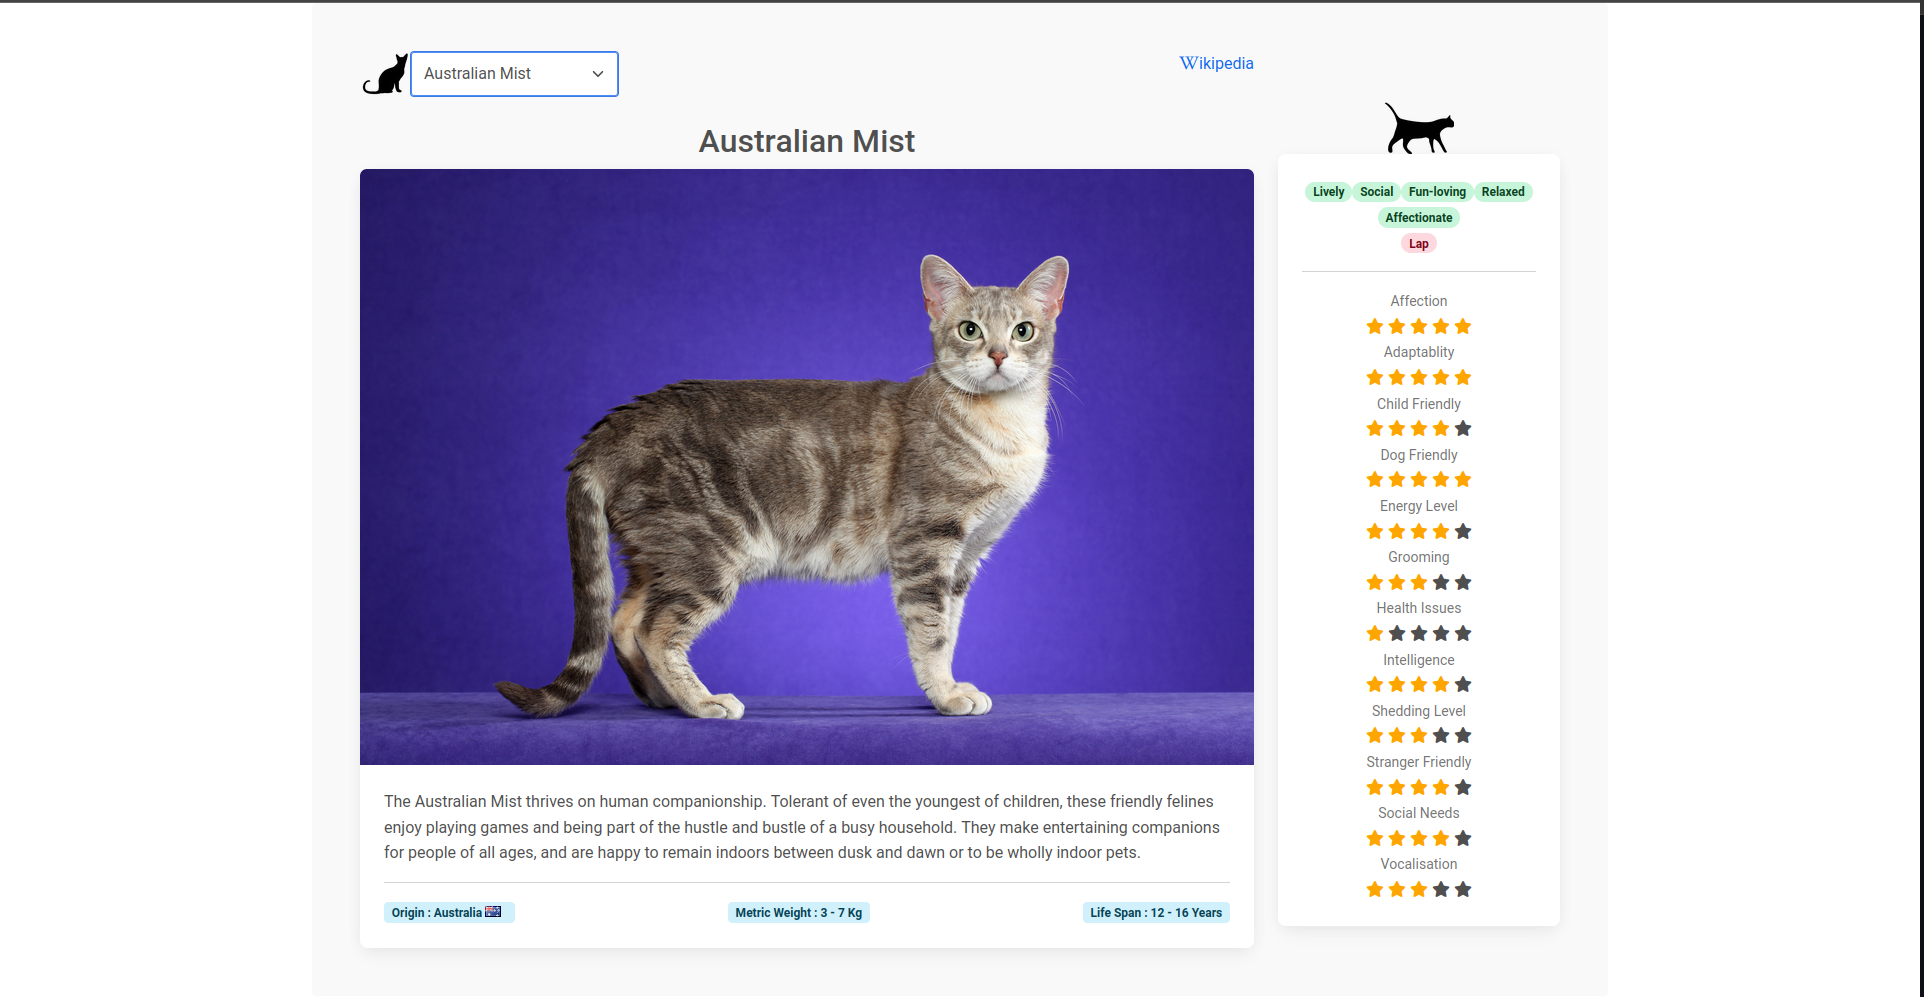 Australian Mist
Wikipedia
Australian Mist
The Australian Mist thrives on human companionship. Tolerant of even the youngest of children, these friendly felines
enjoy playing games and being part of the hustle and bustle of a busy household. They make entertaining companions
for people of all ages, and are happy to remain indoors between dusk and dawn or to be wholly indoor pets.
Origin : Australia Metric Weight : 3 - 7 Kg Life Span : 12 - 16 Years
Lively Social Fun-loving Relaxed
Affectionate
Lap
Affection
Adaptablity
Child Friendly
Dog Friendly
Energy Level
Grooming
Health Issues
Intelligence
Shedding Level
Stranger Friendly
Social Needs
Vocalisation